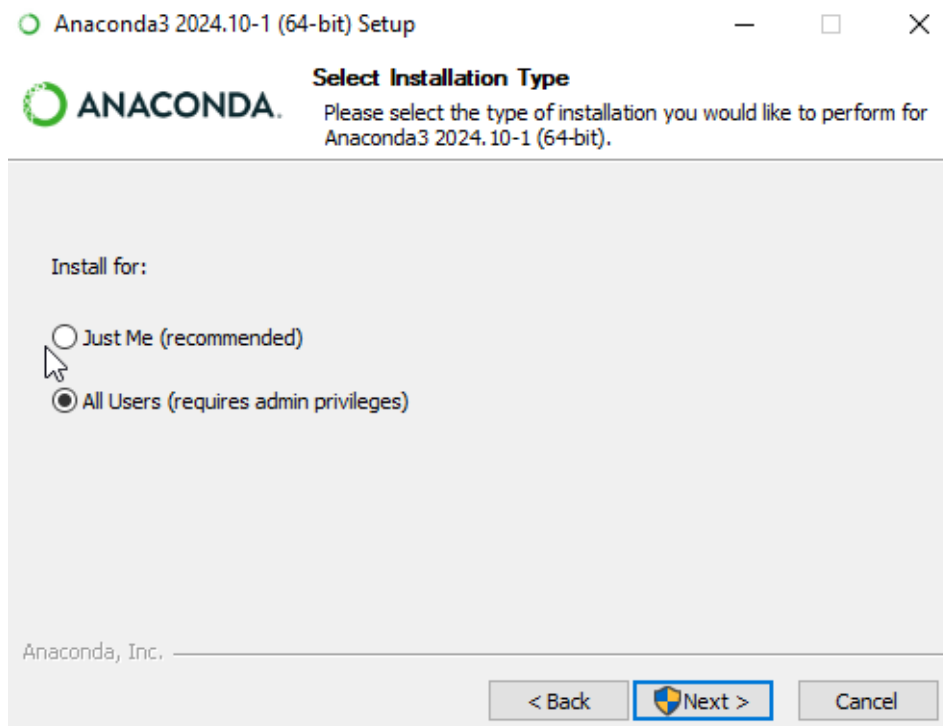 Anaconda3 2024.10-1 (64-bit) Setup
ANACONDA.
Select Installation Type
Please select the type of installation you would like to perform for
Anaconda3 2024.10-1 (64-bit).
Install for:
Just Me (recommended)
All Users (requires admin privileges)
Anaconda, Inc.
< Back
Next >
Cancel